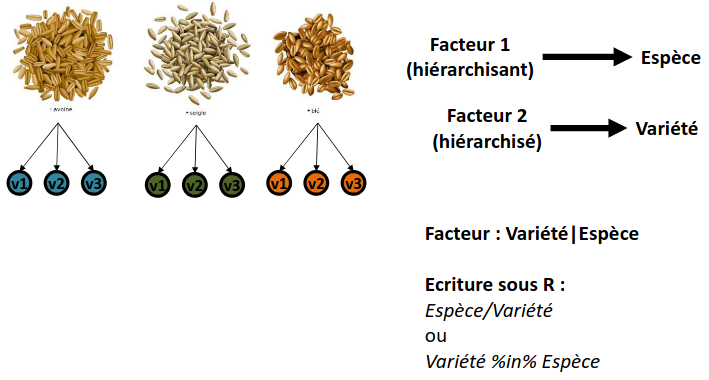 • avoine
• seigle
• blé
v1 v2 v3
v1 v2 v3
v1 v2 v3
Facteur 1
(hiérarchisant)
Espèce
Facteur 2
(hiérarchisé)
Variété
Facteur : Variété|Espèce
Ecriture sous R :
Espèce/Variété
ou
Variété %in% Espèce